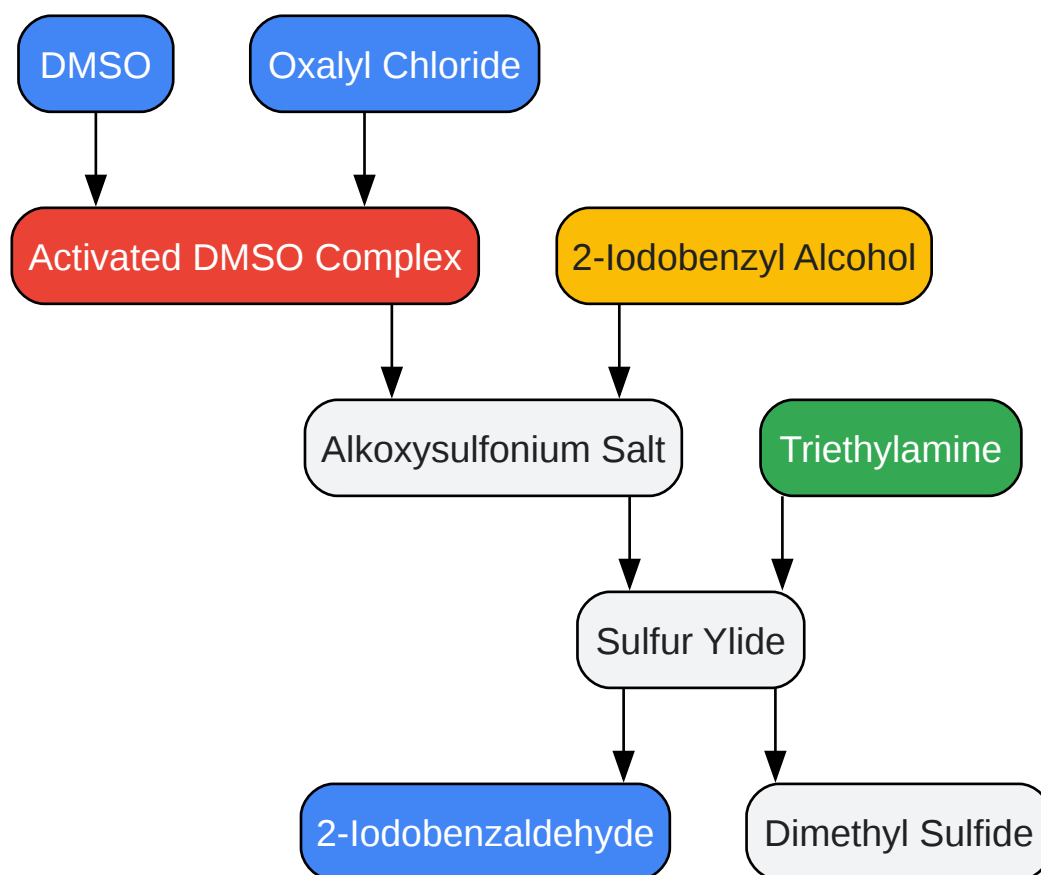 DMSO
Oxalyl Chloride
Activated DMSO Complex
2-Iodobenzyl Alcohol
Alkoxysulfonium Salt
Triethylamine
Sulfur Ylide
2-Iodobenzaldehyde
Dimethyl Sulfide